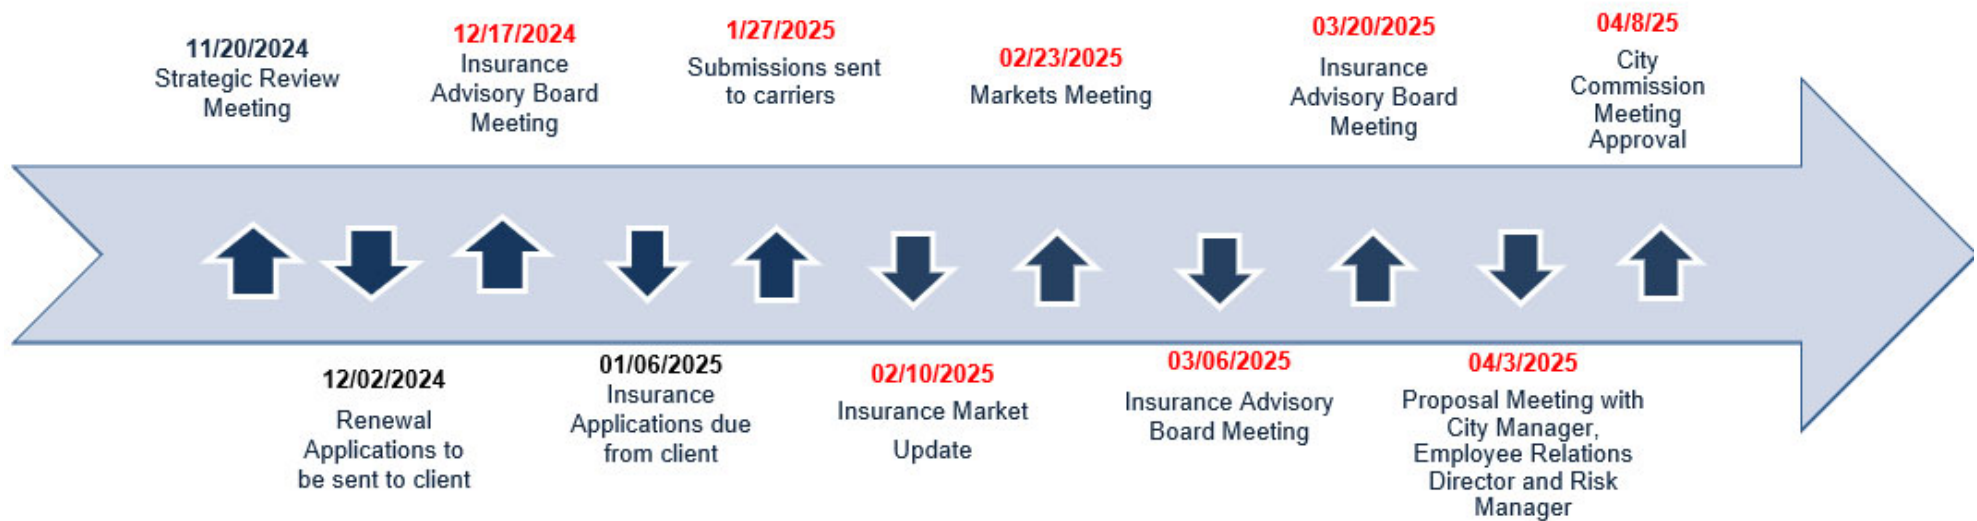 11/20/2024
Strategic Review
Meeting
12/02/2024
Renewal
Applications to
be sent to client
12/17/2024
Insurance
Advisory Board
Meeting
01/06/2025
Insurance
Applications due
from client
1/27/2025
Submissions sent
to carriers
02/10/2025
Insurance Market
Update
02/23/2025
Markets Meeting
03/06/2025
Insurance Advisory
Board Meeting
03/20/2025
Insurance
Advisory Board
Meeting
04/3/2025
Proposal Meeting with
City Manager,
Employee Relations
Director and Risk
Manager
04/8/25
City
Commission
Meeting
Approval